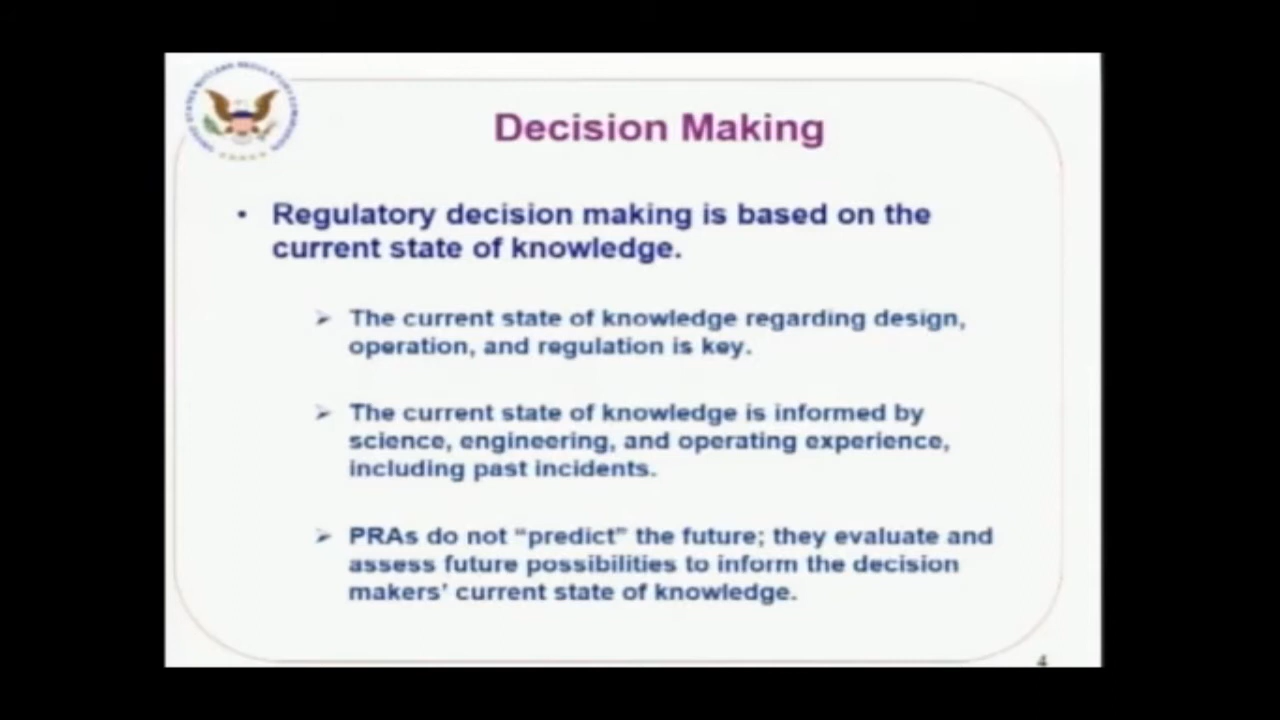 Decision Making
• Regulatory decision making is based on the
current state of knowledge.
➢ The current state of knowledge regarding design,
operation, and regulation is key.
➢ The current state of knowledge is informed by
science, engineering, and operating experience,
including past incidents.
➢ PRAs do not “predict” the future; they evaluate and
assess future possibilities to inform the decision
makers’ current state of knowledge.
4